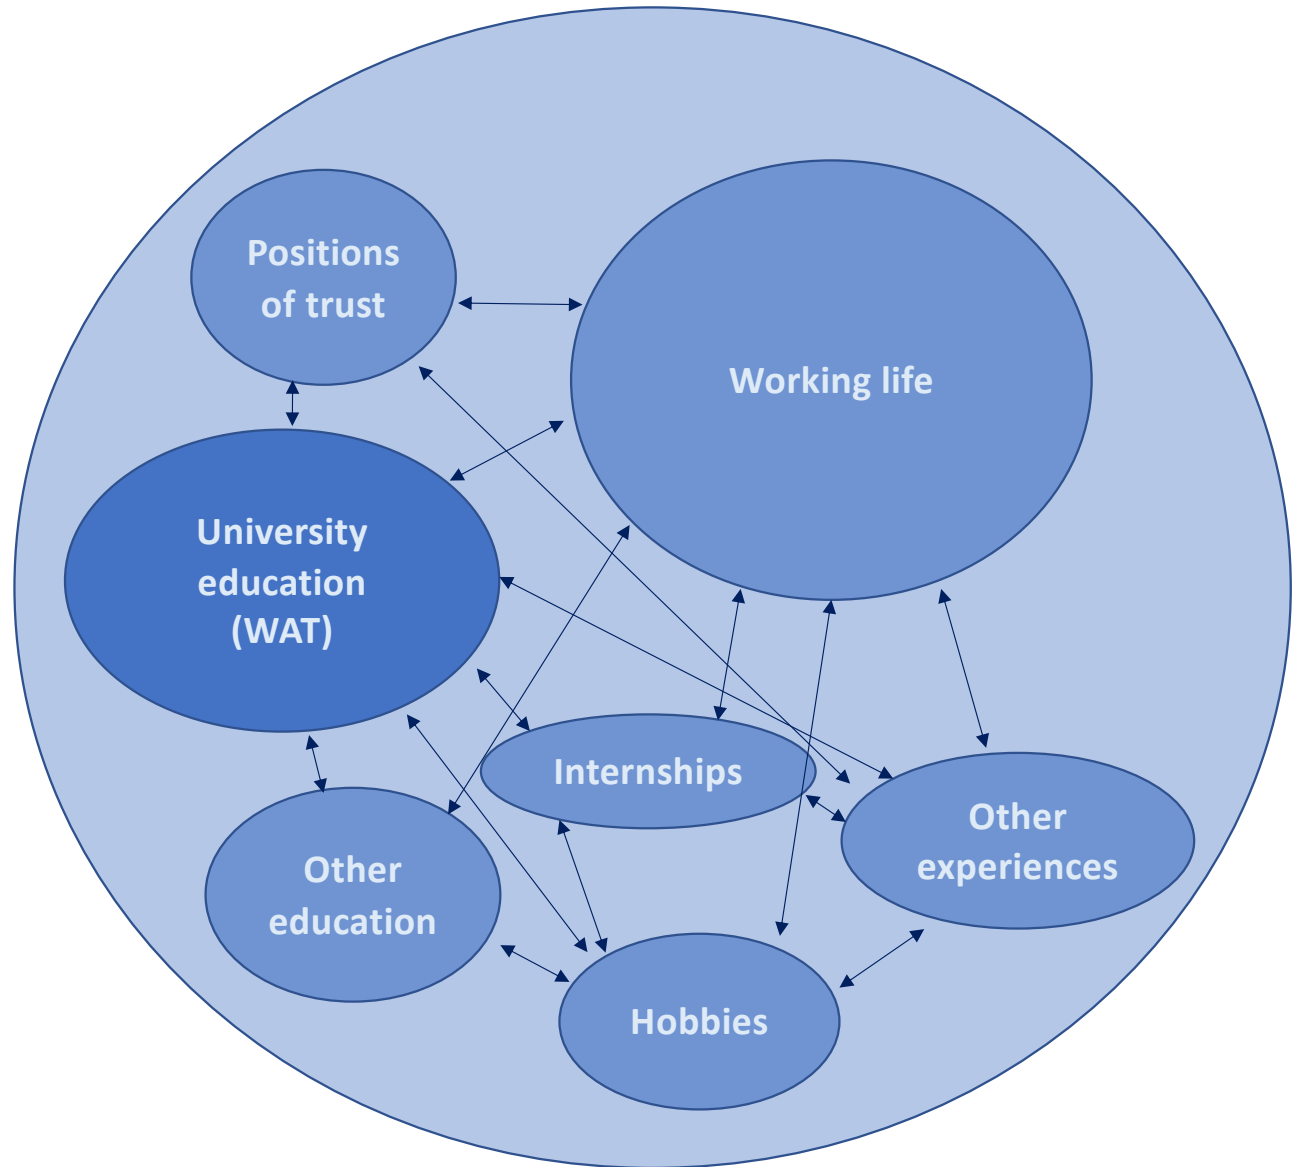 Positions
of trust
Working life
University
education
(WAT)
Internships
Other
experiences
Other
education
Hobbies